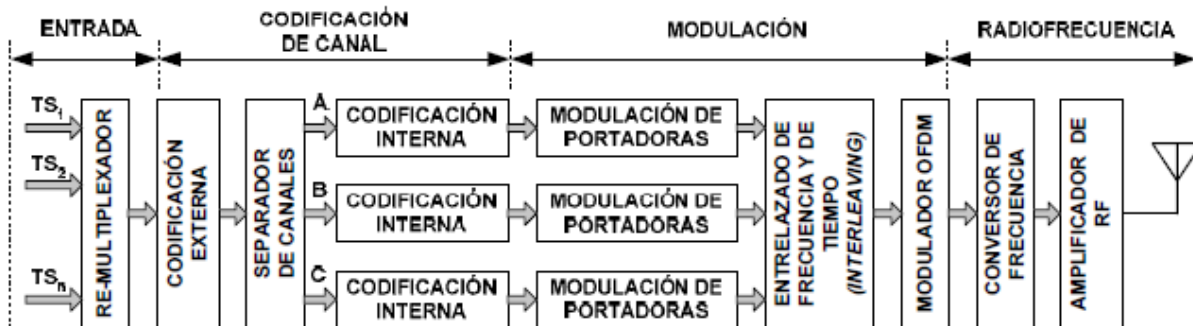 ENTRADA
CODIFICACIÓN
DE CANAL
MODULACIÓN
RADIOFRECUENCIA
TS1
TS2
TSn
RE-MULTIPLEXADOR
CODIFICACIÓN
EXTERNA
SEPARADOR
DE CANALES
A
CODIFICACIÓN
INTERNA
MODULACIÓN DE
PORTADORAS
B
CODIFICACIÓN
INTERNA
MODULACIÓN DE
PORTADORAS
C
CODIFICACIÓN
INTERNA
MODULACIÓN DE
PORTADORAS
ENTRELAZADO DE
FRECUENCIA Y DE
TIEMPO
(INTERLEAVING)
MODULADOR OFDM
CONVERSOR DE
FRECUENCIA
AMPLIFICADOR DE
RF